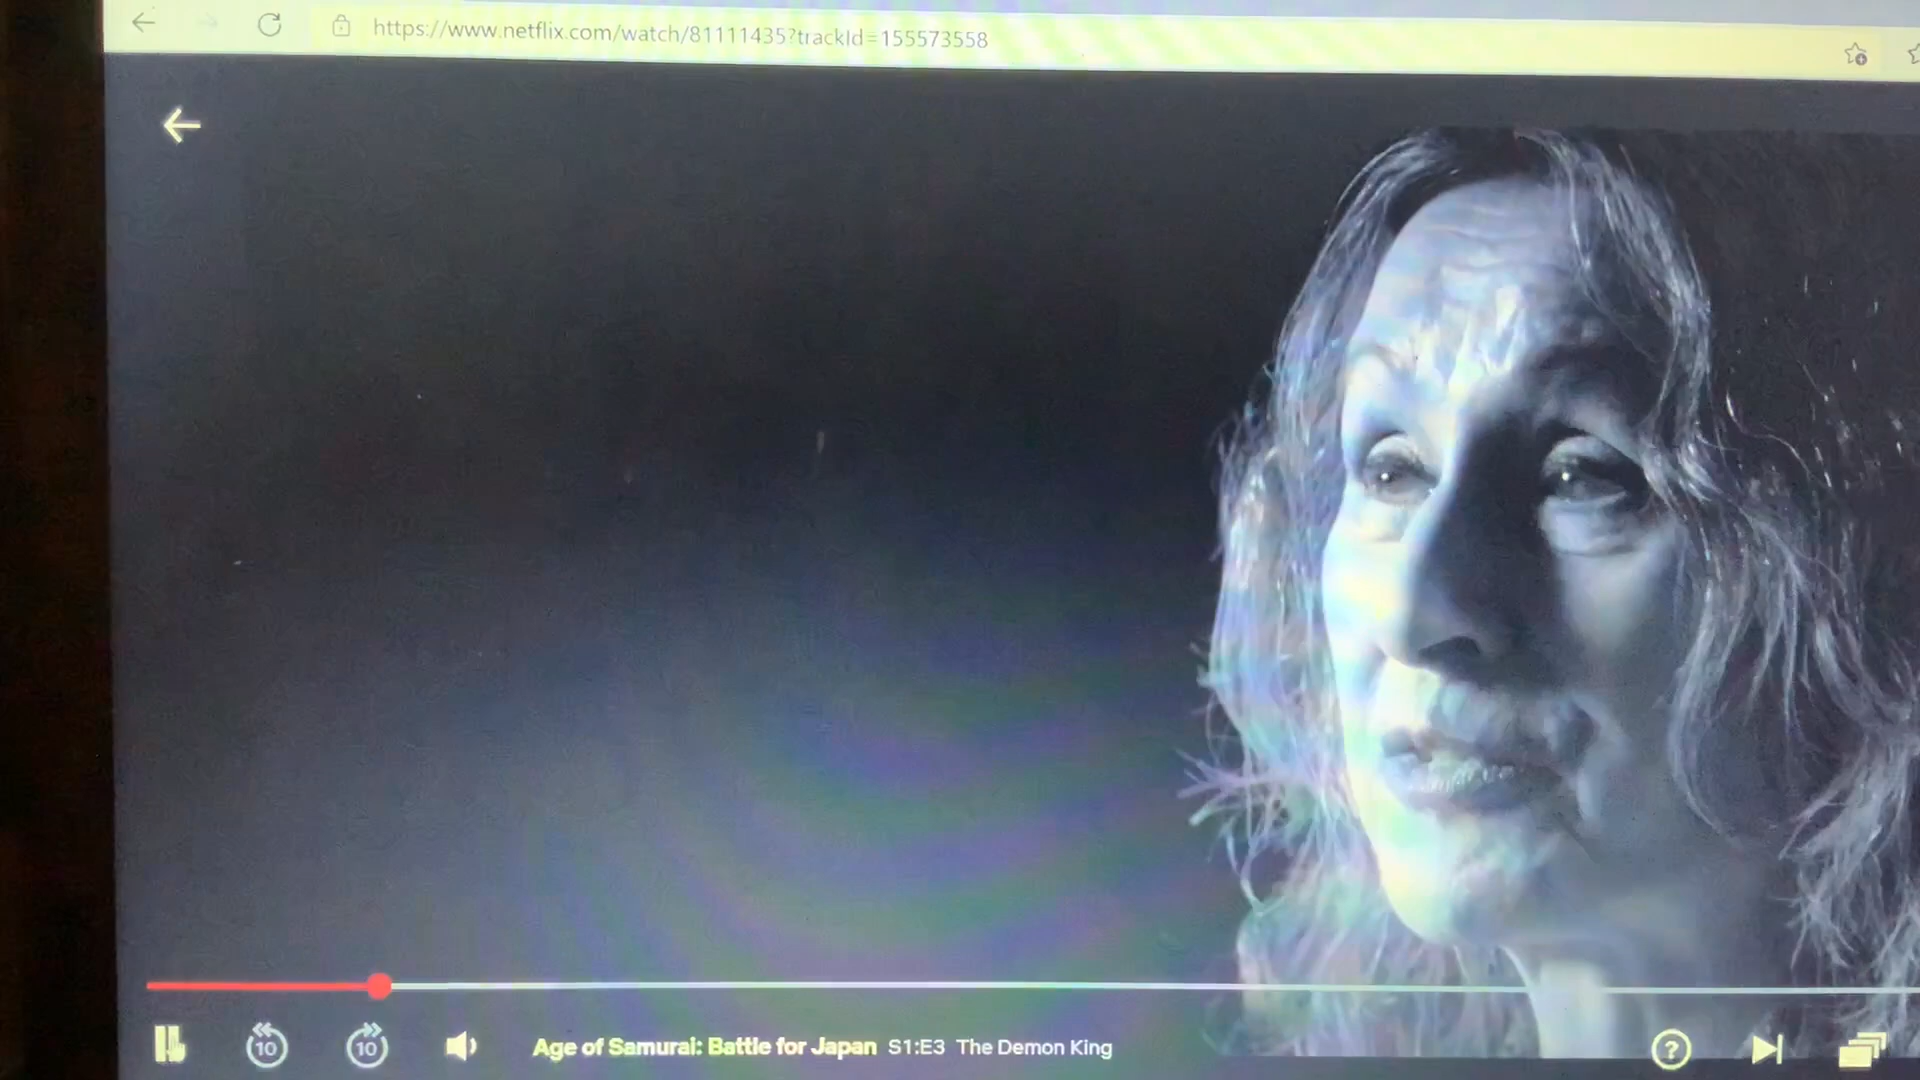 https://www.netflix.com/watch/81111435?trackId=155573558
10
10
Age of Samurai: Battle for Japan S1:E3 The Demon King
?